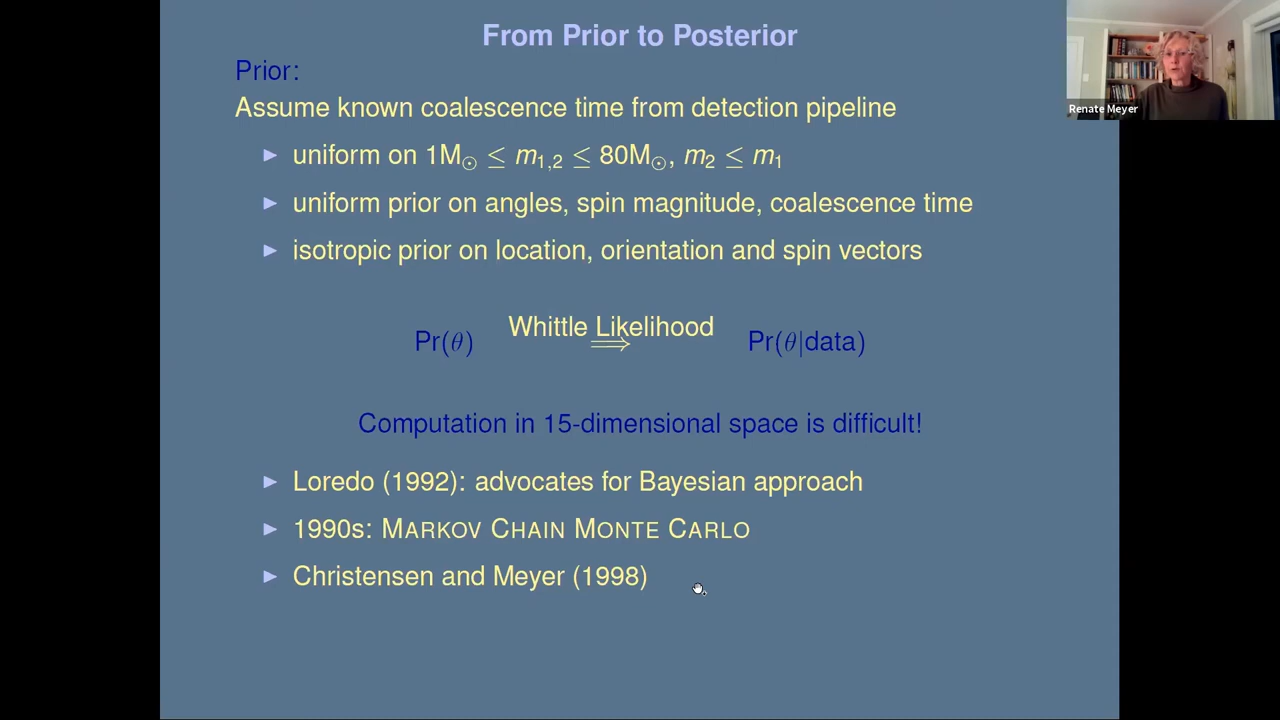 From Prior to Posterior
Renate Meyer
Prior:
Assume known coalescence time from detection pipeline
▶ uniform on 1M⊙ ≤ m1,2 ≤ 80M⊙, m2 ≤ m1
▶ uniform prior on angles, spin magnitude, coalescence time
▶ isotropic prior on location, orientation and spin vectors
Whittle Likelihood
Pr(θ) ⟹ Pr(θ|data)
Computation in 15-dimensional space is difficult!
▶ Loredo (1992): advocates for Bayesian approach
▶ 1990s: MARKOV CHAIN MONTE CARLO
▶ Christensen and Meyer (1998)